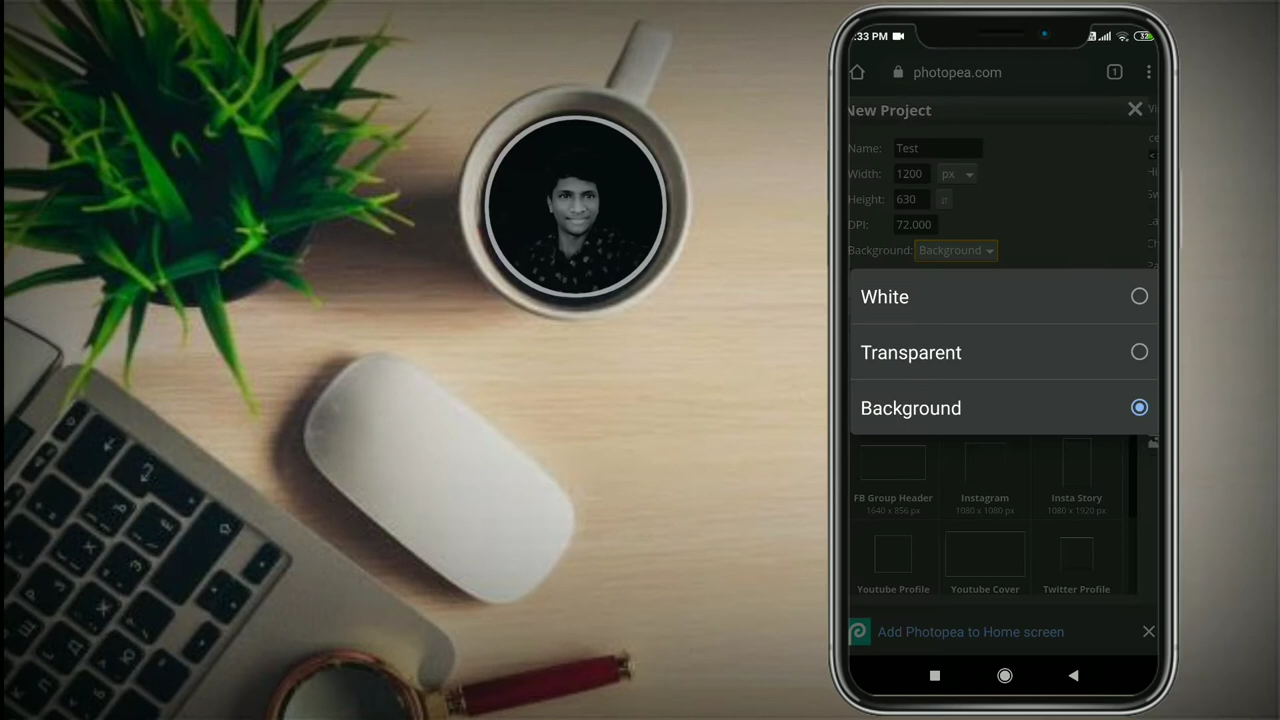 :33 PM
32
photopea.com
1
New Project
Name: Test
Width: 1200 px
Height: 630
DPI: 72.000
Background: Background
White
Transparent
Background
FB Group Header
1640 x 856 px
Instagram
1080 x 1080 px
Insta Story
1080 x 1920 px
Youtube Profile
Youtube Cover
Twitter Profile
Add Photopea to Home screen